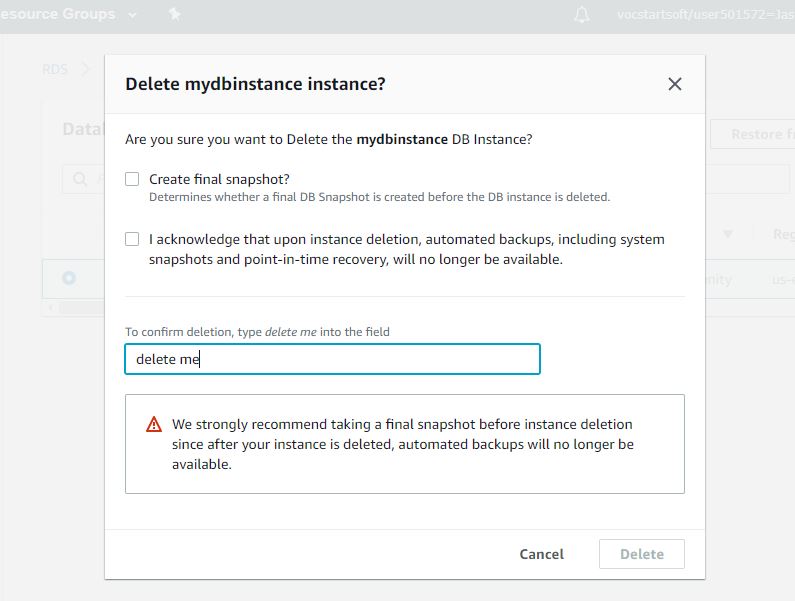 esource Groups
vocstartsoft/user501572=Jas
RDS
Delete mydbinstance instance?
Are you sure you want to Delete the mydbinstance DB Instance?
Restore
Create final snapshot?
Determines whether a final DB Snapshot is created before the DB instance is deleted.
I acknowledge that upon instance deletion, automated backups, including system
snapshots and point-in-time recovery, will no longer be available.
To confirm deletion, type delete me into the field
delete me
We strongly recommend taking a final snapshot before instance deletion
since after your instance is deleted, automated backups will no longer be
available.
Cancel
Delete